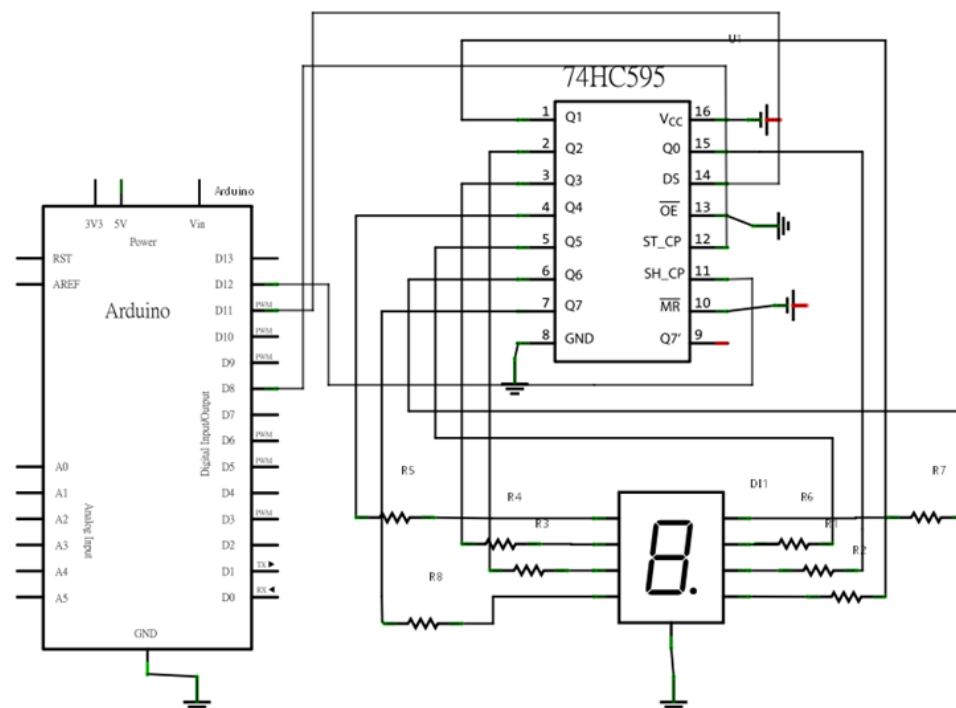 U1
74HC595
1 Q1 VCC 16
2 Q2 Q0 15
3 Q3 DS 14
4 Q4 OE 13
5 Q5 ST_CP 12
6 Q6 SH_CP 11
7 Q7 MR 10
8 GND Q7' 9
Arduino
3V3 5V Vin
Power
RST D13
AREF D12
Arduino
D11 PWM
D10 PWM
D9 PWM
D8
D7
D6 PWM
A0 D5 PWM
A1 D4
A2 D3 PWM
A3 D2
A4 D1 TX
A5 D0 RX
Digital Input/Output
Analog Input
GND
R5
R4
R3
R8
DI1
R6
R1
R2
R7
8.